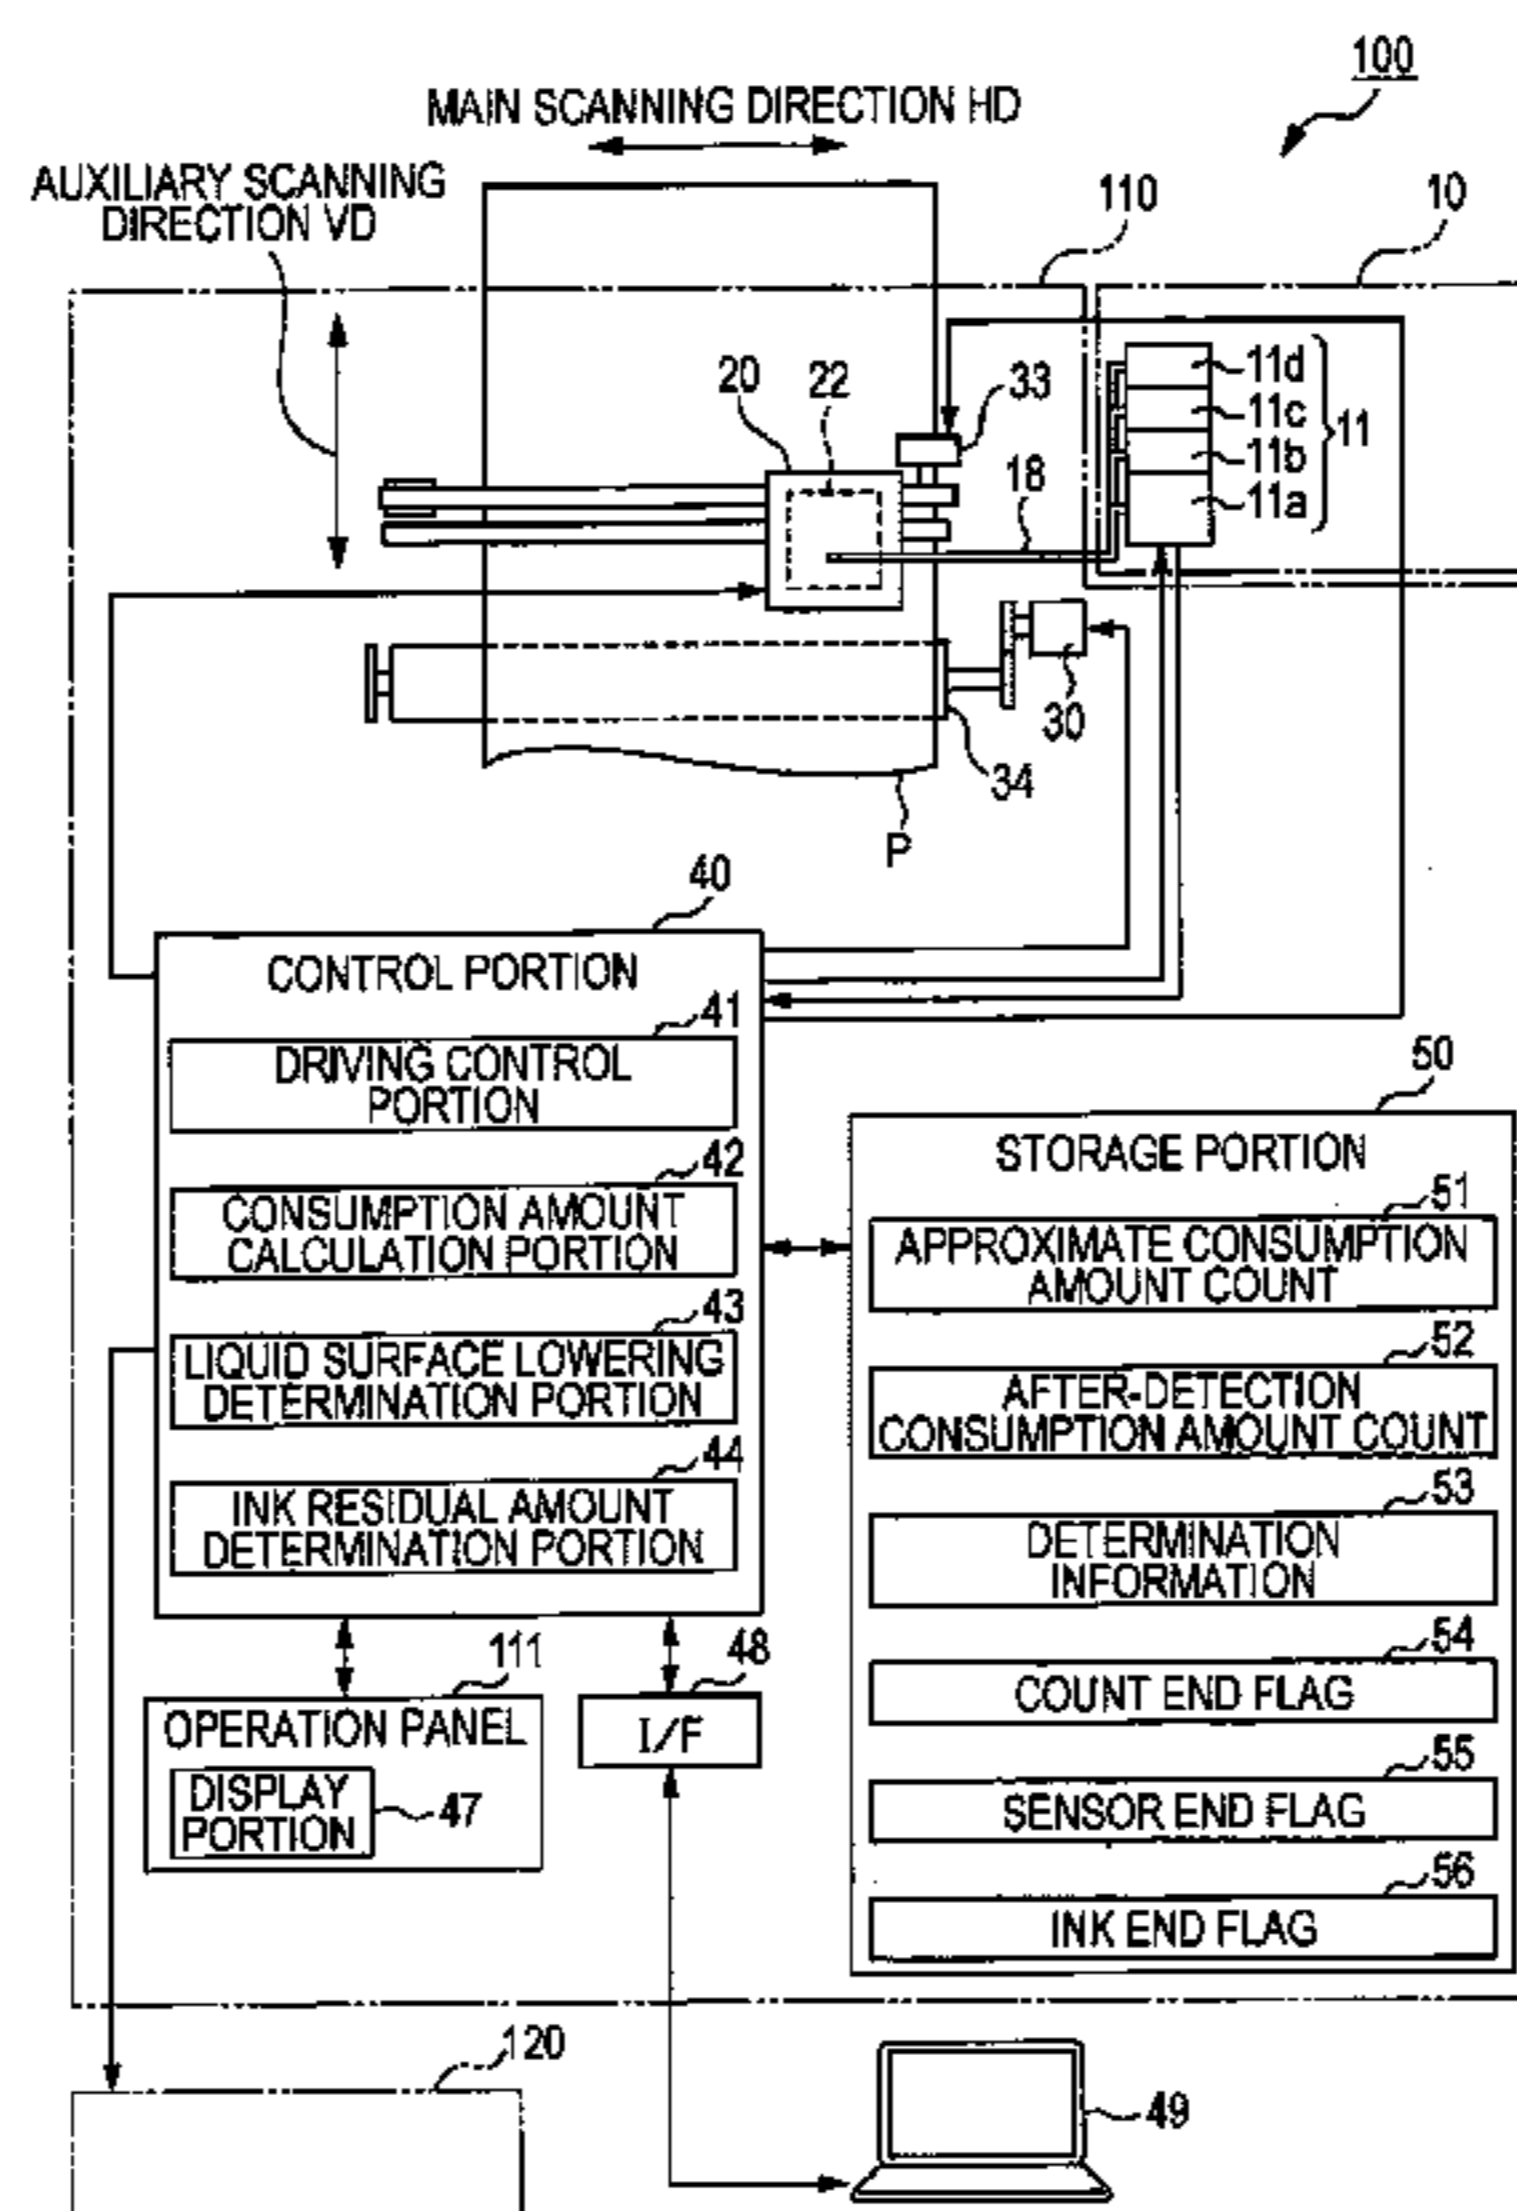 100
MAIN SCANNING DIRECTION HD
AUXILIARY SCANNING
DIRECTION VD
110
10
20
22
33
11d
11c
11
11b
18
11a
30
34
P
40
CONTROL PORTION
41
DRIVING CONTROL
PORTION
42
CONSUMPTION AMOUNT
CALCULATION PORTION
43
LIQUID SURFACE LOWERING
DETERMINATION PORTION
44
INK RESIDUAL AMOUNT
DETERMINATION PORTION
50
STORAGE PORTION
51
APPROXIMATE CONSUMPTION
AMOUNT COUNT
52
AFTER-DETECTION
CONSUMPTION AMOUNT COUNT
53
DETERMINATION
INFORMATION
54
COUNT END FLAG
55
SENSOR END FLAG
56
INK END FLAG
111
OPERATION PANEL
DISPLAY
PORTION
47
48
I/F
120
49